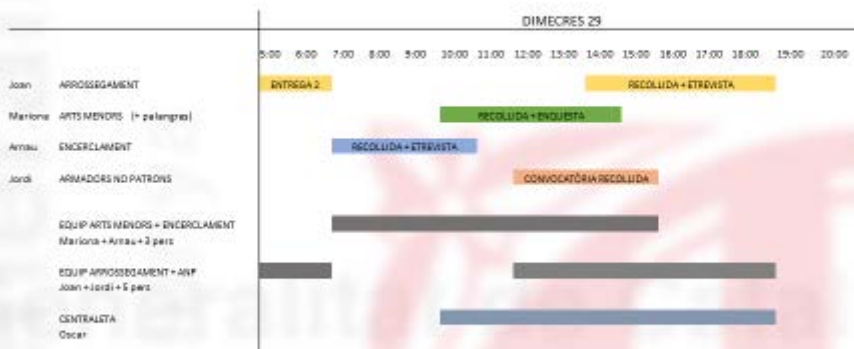 DIMECRES 29
5:00 6:00 7:00 8:00 9:00 10:00 11:00 12:00 13:00 14:00 15:00 16:00 17:00 18:00 19:00 20:00
Joan ARROSSEGAMENT ENTREGA 2 RECOLLIDA + ETREVISTA
Mariona ARTS MENORS (+ palangres) RECOLLIDA + ENQUESTA
Arnau ENCERCLAMENT RECOLLIDA + ETREVISTA
Jordi ARMADORS NO PATRONS CONVOCATÒRIA RECOLLIDA
EQUIP ARTS MENORS + ENCERCLAMENT
Mariona + Arnau + 3 pers
EQUIP ARROSSEGAMENT + ANP
Joan + Jordi + 5 pers
CENTRALETA
Oscar
Generalitat de Cata